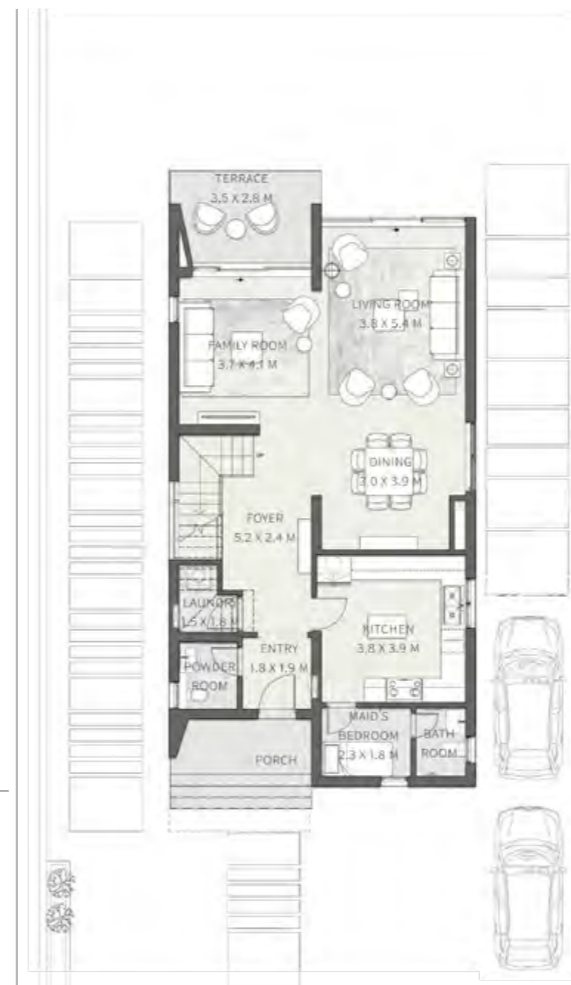 TERRACE
3.5 X 2.8 M
LIVING ROOM
3.8 X 5.4 M
FAMILY ROOM
3.7 X 4.1 M
DINING
3.0 X 3.9 M
FOYER
5.2 X 2.4 M
LAUNDRY
1.5 X 1.8 M
KITCHEN
3.8 X 3.9 M
ENTRY
1.8 X 1.9 M
POWDER
ROOM
MAID'S
BEDROOM
2.3 X 1.8 M
BATH
ROOM
PORCH